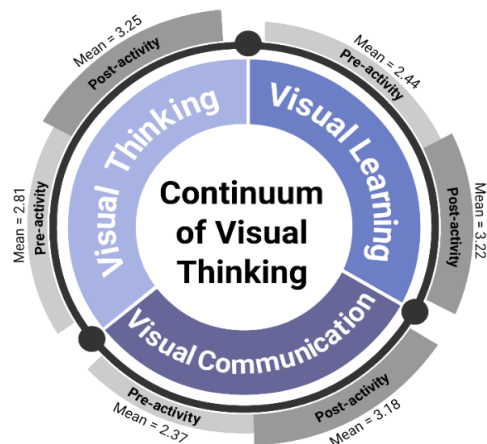 Continuum
of Visual
Thinking
Visual Thinking
Visual Learning
Visual Communication
Mean = 2.81
Pre-activity
Mean = 3.25
Post-activity
Mean = 2.44
Pre-activity
Mean = 3.22
Post-activity
Pre-activity
Mean = 2.37
Post-activity
Mean = 3.18